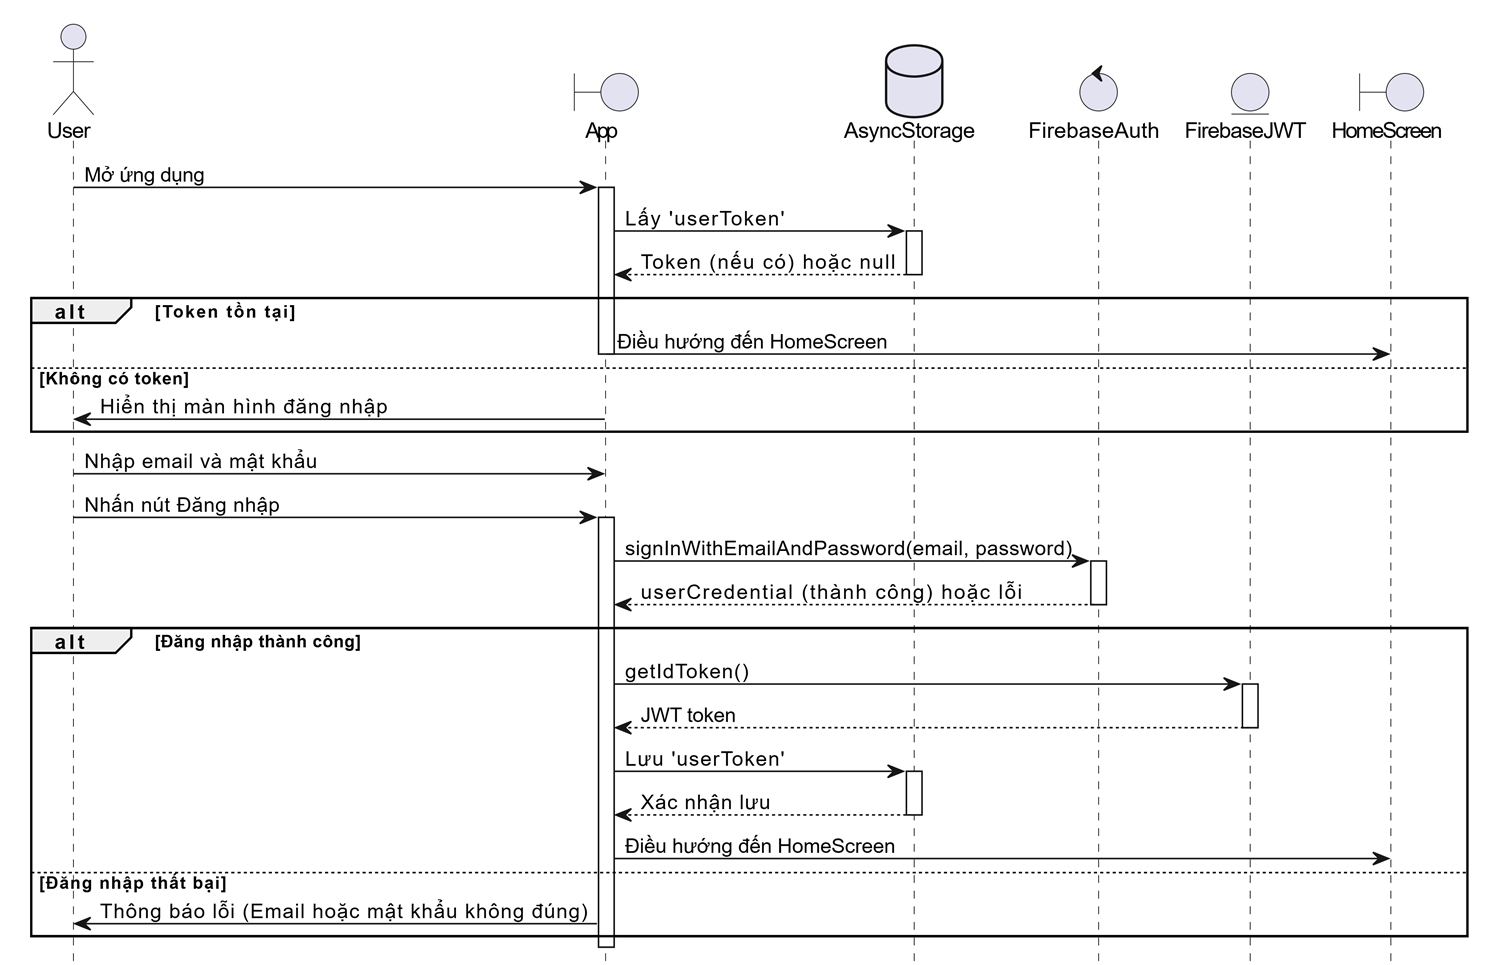 User
App
AsyncStorage
FirebaseAuth
FirebaseJWT
HomeScreen
Mở ứng dụng
Lấy 'userToken'
Token (nếu có) hoặc null
alt
[Token tồn tại]
Điều hướng đến HomeScreen
[Không có token]
Hiển thị màn hình đăng nhập
Nhập email và mật khẩu
Nhấn nút Đăng nhập
signInWithEmailAndPassword(email, password)
userCredential (thành công) hoặc lỗi
alt
[Đăng nhập thành công]
getIdToken()
JWT token
Lưu 'userToken'
Xác nhận lưu
Điều hướng đến HomeScreen
[Đăng nhập thất bại]
Thông báo lỗi (Email hoặc mật khẩu không đúng)